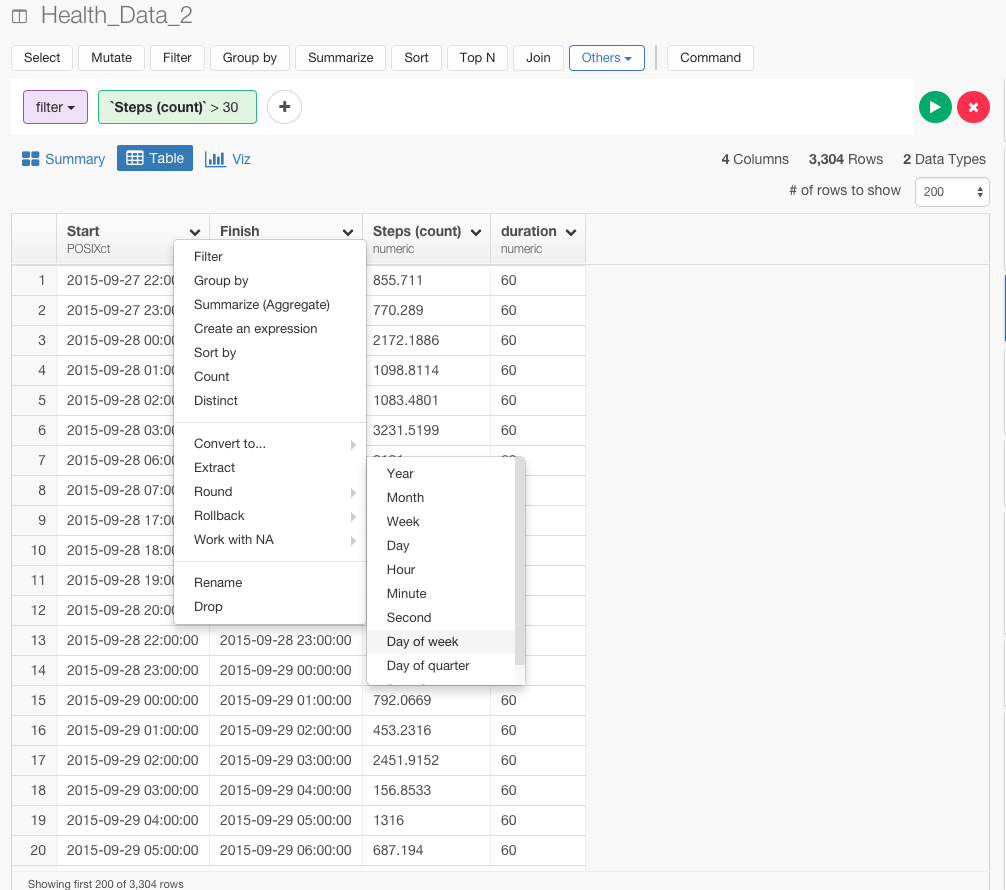 Health_Data_2
Select Mutate Filter Group by Summarize Sort Top N Join Others Command
filter `Steps (count)` > 30 +
Summary Table Viz 4 Columns 3,304 Rows 2 Data Types
# of rows to show 200
Start Finish Steps (count) duration
POSIXct numeric numeric
1 2015-09-27 22:00 855.711 60
2 2015-09-27 23:00 770.289 60
3 2015-09-28 00:00 2172.1886 60
4 2015-09-28 01:00 1098.8114 60
5 2015-09-28 02:00 1083.4801 60
6 2015-09-28 03:00 3231.5199 60
7 2015-09-28 06:00
8 2015-09-28 07:00
9 2015-09-28 17:00
10 2015-09-28 18:00
11 2015-09-28 19:00
12 2015-09-28 20:00
13 2015-09-28 22:00:00 2015-09-28 23:00:00
14 2015-09-28 23:00:00 2015-09-29 00:00:00
15 2015-09-29 00:00:00 2015-09-29 01:00:00 792.0669 60
16 2015-09-29 01:00:00 2015-09-29 02:00:00 453.2316 60
17 2015-09-29 02:00:00 2015-09-29 03:00:00 2451.9152 60
18 2015-09-29 03:00:00 2015-09-29 04:00:00 156.8533 60
19 2015-09-29 04:00:00 2015-09-29 05:00:00 1316 60
20 2015-09-29 05:00:00 2015-09-29 06:00:00 687.194 60
Filter
Group by
Summarize (Aggregate)
Create an expression
Sort by
Count
Distinct
Convert to...
Extract
Round
Rollback
Work with NA
Rename
Drop
Year
Month
Week
Day
Hour
Minute
Second
Day of week
Day of quarter
Showing first 200 of 3,304 rows